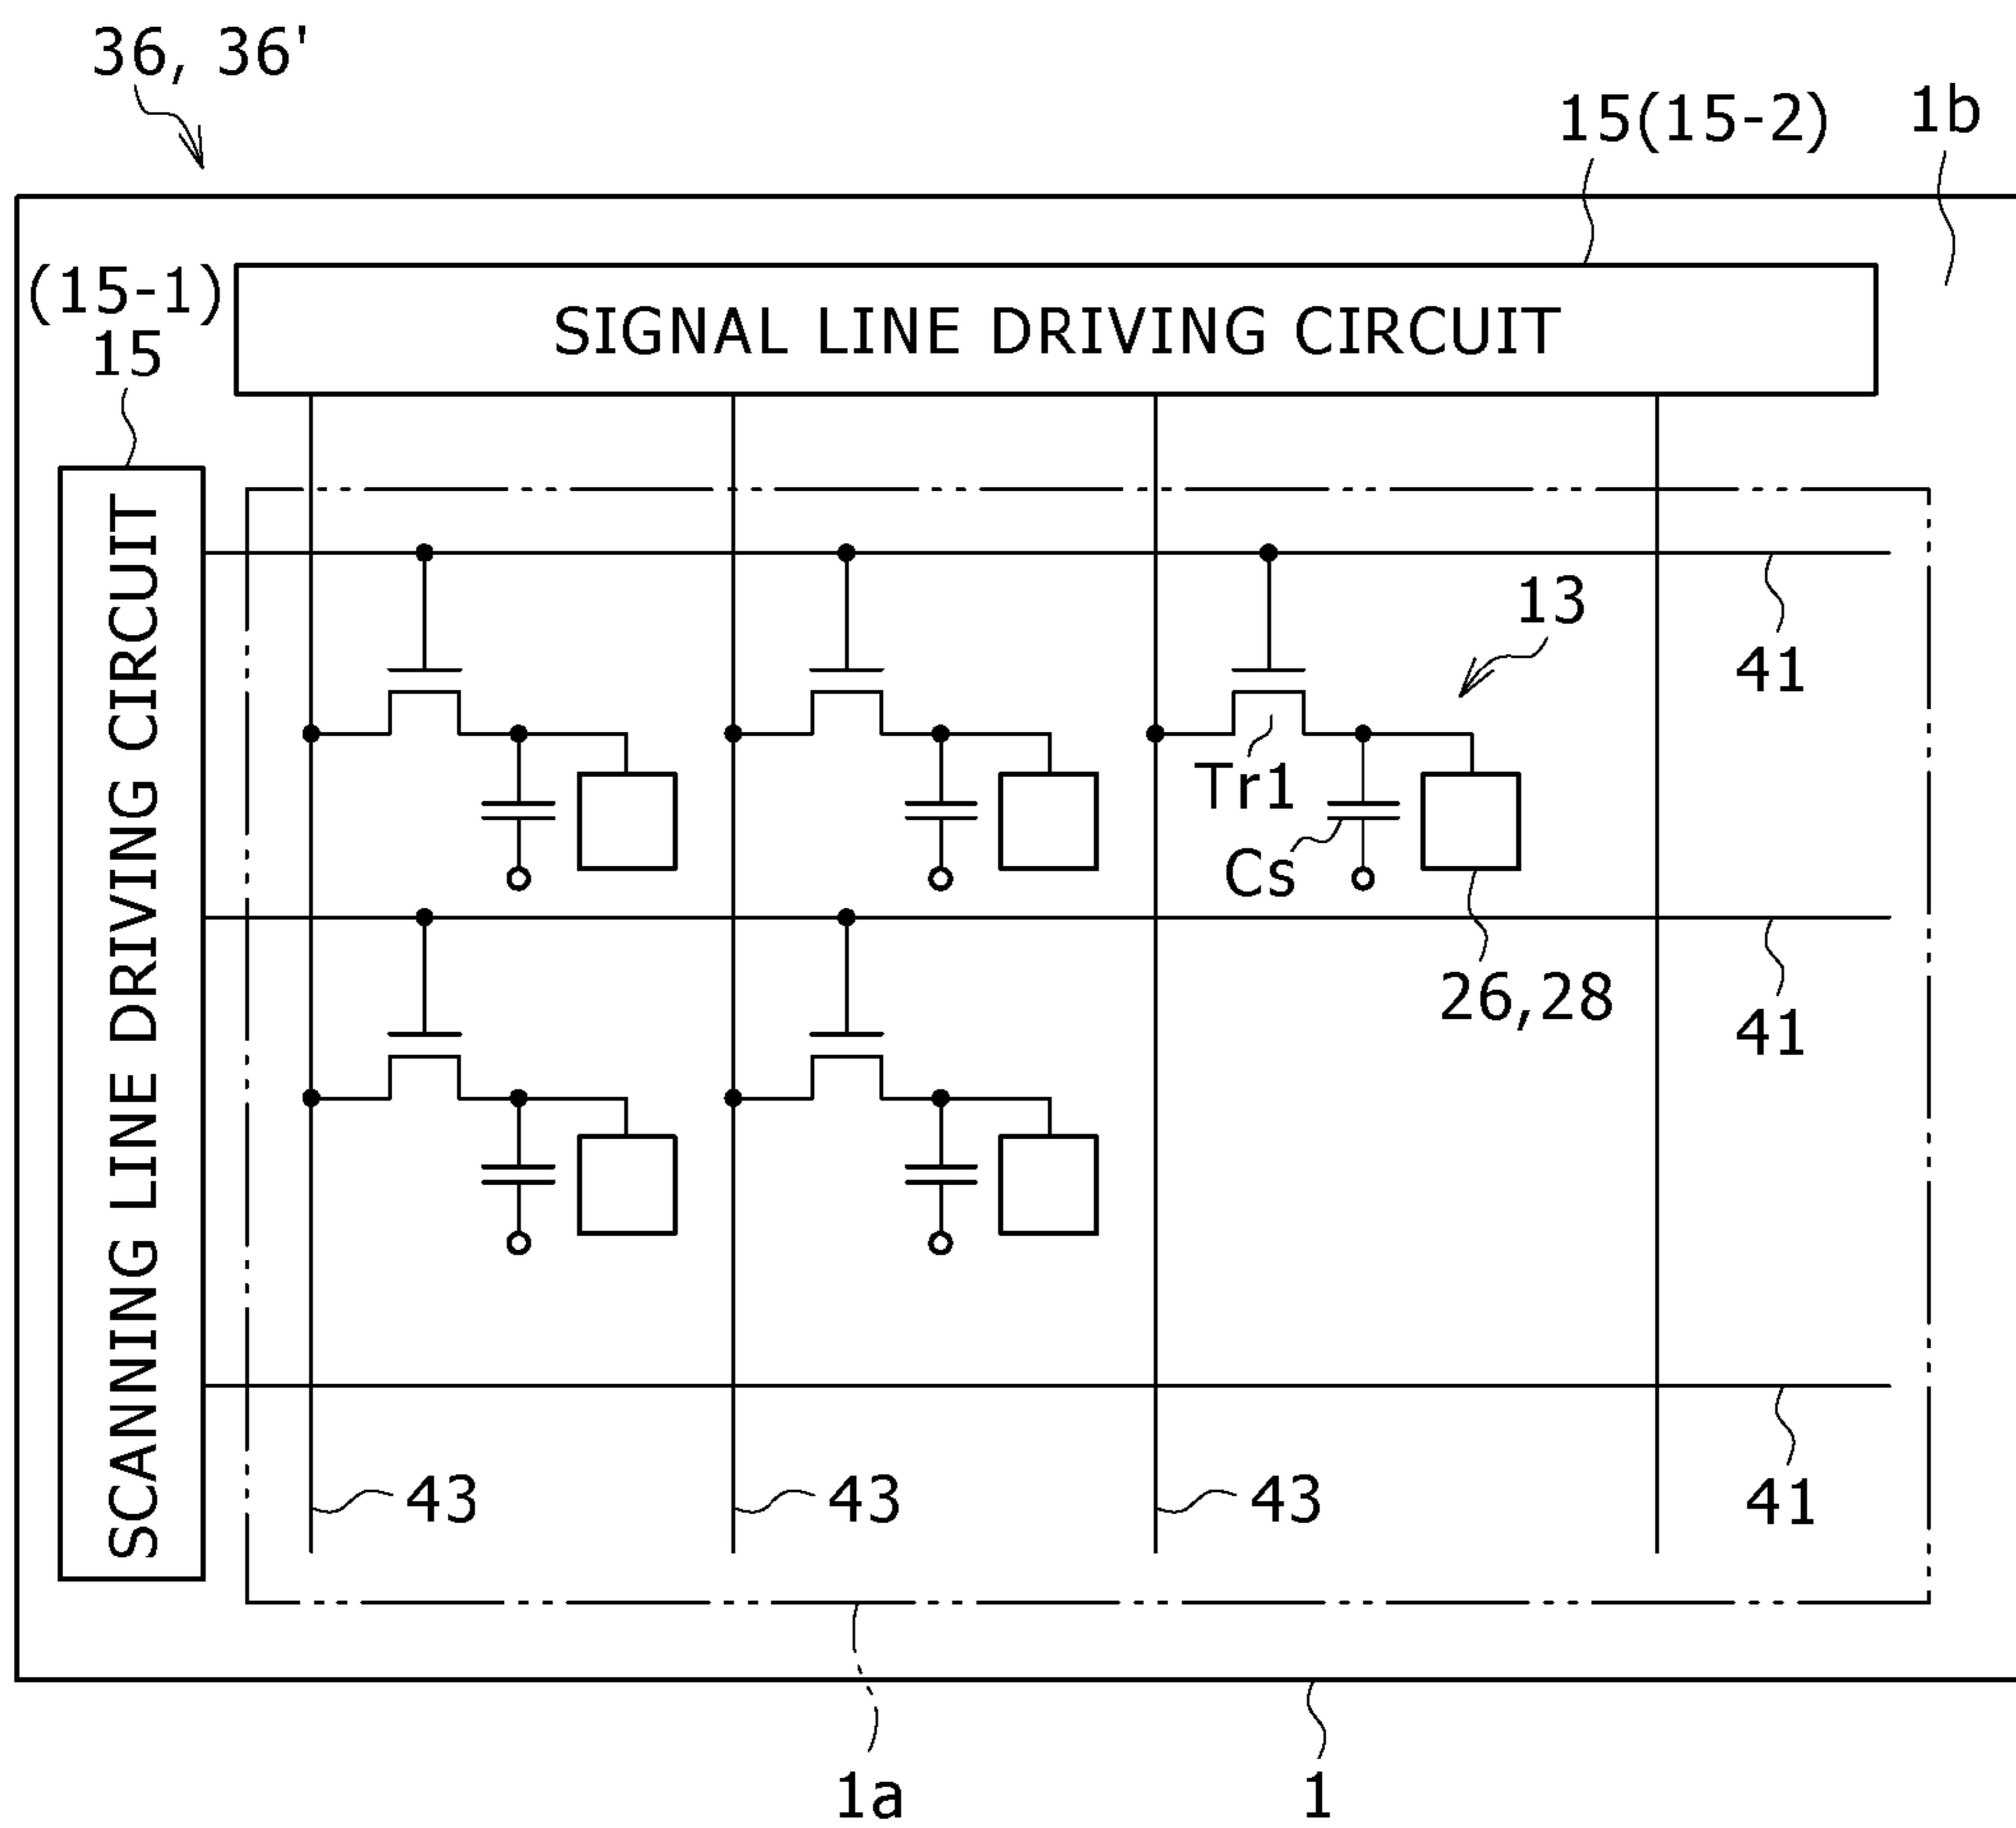 36, 36'
15(15-2)
1b
(15-1)
15
SIGNAL LINE DRIVING CIRCUIT
SCANNING LINE DRIVING CIRCUIT
13
41
Tr1
Cs
26,28
41
43
43
43
41
1a
1